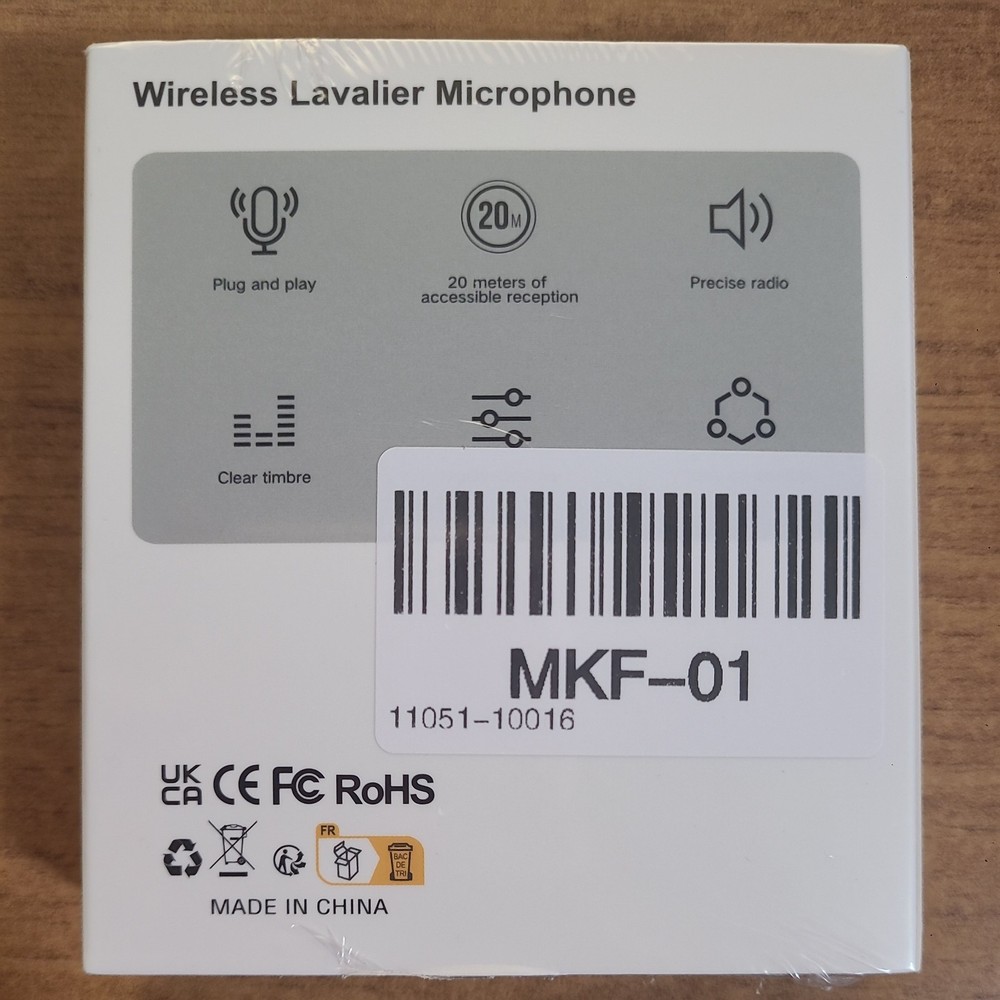 Wireless Lavalier Microphone
20M
Plug and play
20 meters of
accessible reception
Precise radio
Clear timbre
MKF-01
11051-10016
UK
CA
CE FC RoHS
FR
BAC
DE
TRI
MADE IN CHINA